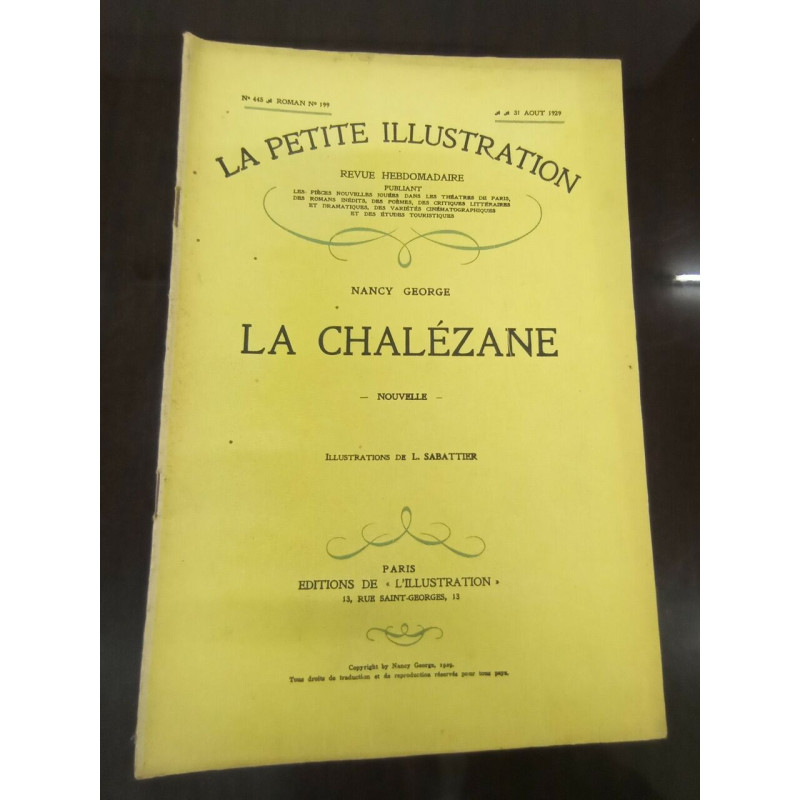 Nº 448 ROMAN Nº 199
31 AOUT 1929
LA PETITE ILLUSTRATION
REVUE HEBDOMADAIRE
PUBLIANT
LES PIÈCES NOUVELLES JOUÉES DANS LES THÉATRES DE PARIS,
DES ROMANS INÉDITS, DES POÈMES, DES CRITIQUES LITTÉRAIRES
ET DRAMATIQUES, DES VARIÉTÉS CINÉMATOGRAPHIQUES
ET DES ÉTUDES TOURISTIQUES
NANCY GEORGE
LA CHALÉZANE
— NOUVELLE —
ILLUSTRATIONS DE L. SABATTIER
PARIS
EDITIONS DE « L'ILLUSTRATION »
13, RUE SAINT-GEORGES, 13
Copyright by Nancy George, 1929.
Tous droits de traduction et de reproduction réservés pour tous pays.